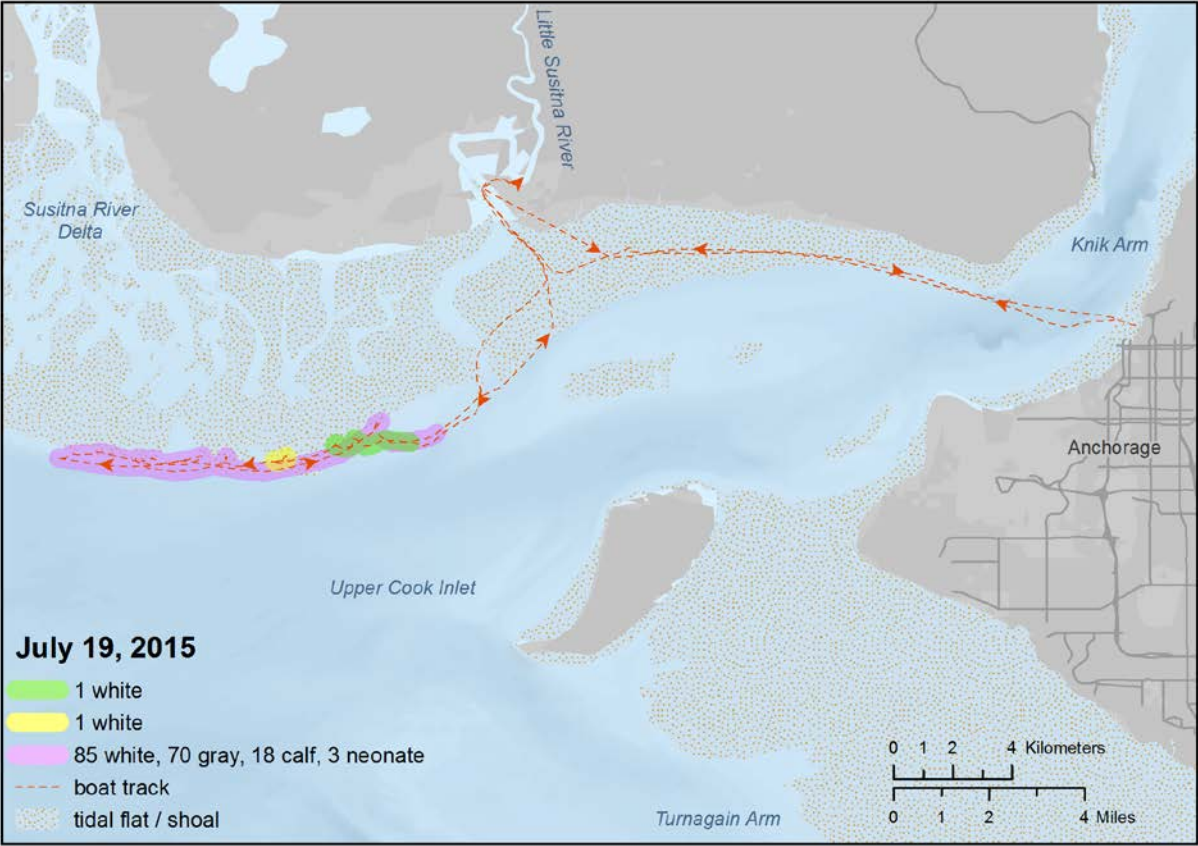 Little Susitna River
Susitna River
Delta
Knik Arm
Anchorage
Upper Cook Inlet
July 19, 2015
1 white
1 white
85 white, 70 gray, 18 calf, 3 neonate
boat track
tidal flat / shoal
Turnagain Arm
0 1 2 4 Kilometers
0 1 2 4 Miles